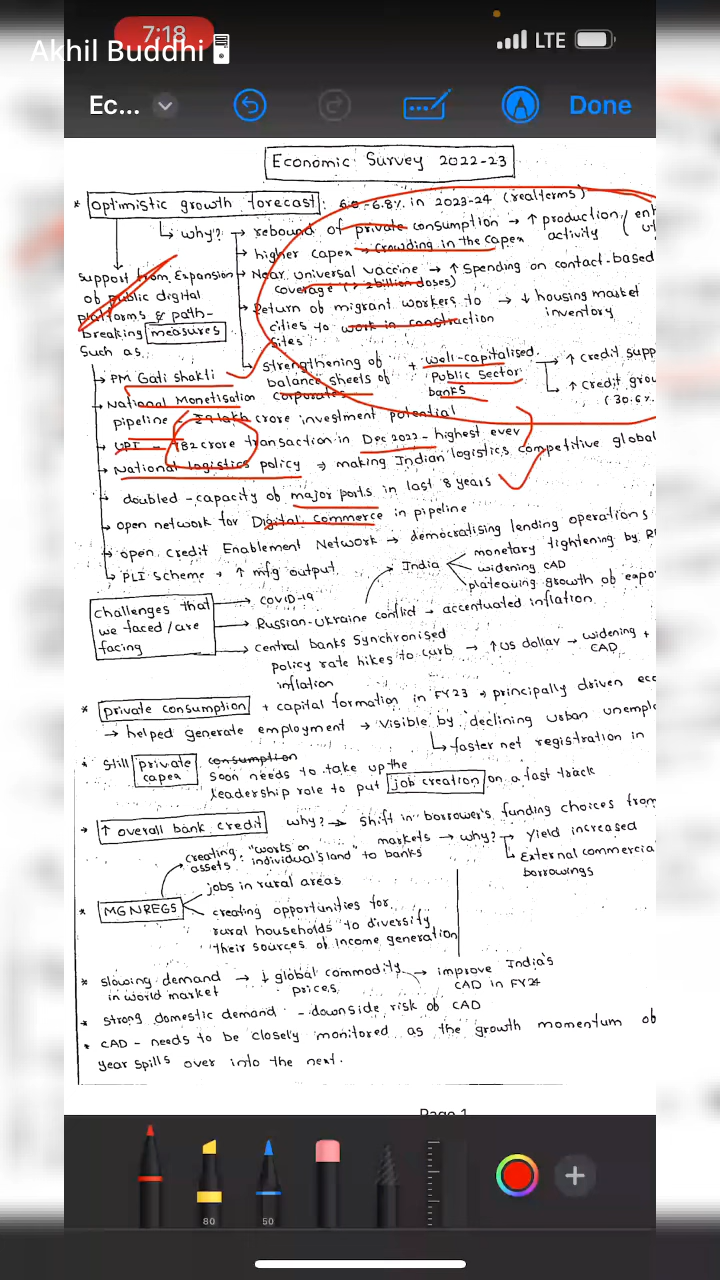 7:18
Akhil Buddhi
LTE
Ec...
Done
Economic Survey 2022-23
* optimistic growth forecast : 6.0 - 6.8% in 2023-24 (real terms)
why? → rebound of private consumption → ↑ production / ent
activity
→ higher capex → crowding in the capex
Support from Expansion
of public digital
platforms & path-
breaking measures
Such as
→ Near universal vaccine → ↑ Spending on contact-based
coverage (>2 billion doses)
→ Return of migrant workers to → ↓ housing market
cities to work in construction inventory
sites
→ strengthening of + well-capitalised → ↑ credit supp
balance sheets of Public Sector
corporates banks ↑ credit grow
(30.6%
→ PM Gati Shakti
→ National Monetisation
pipeline - ₹9 lakh crore investment potential
→ UPI - 782 crore transaction in Dec 2022 - highest ever
→ National logistics policy ⇒ making Indian logistics competitive global
→ doubled - capacity of major ports in last 8 years
→ open network for Digital commerce in pipeline
→ open credit Enablement Network → democratising lending operations
→ PLI scheme → ↑ mfg output
challenges that
we faced / are
facing
→ COVID-19
→ Russian-Ukraine conflict → accentuated inflation
India
monetary tightening by R
widening CAD
plateauing growth of expo
→ central banks Synchronised
policy rate hikes to curb → ↑ US dollar → widening +
inflation CAD
* private consumption + capital formation in FY23 → principally driven eco
→ helped generate employment → visible by declining urban unemplo
↳ faster net registration in
* Still private capex consumption
soon needs to take up the
leadership role to put job creation on a fast track
→ ↑ overall bank credit why? → Shift in borrower's funding choices from
markets → why? → Yield increased
to banks ↳ External commercia
borrowings
* MGNREGS
creating "works on
assets individual's land"
jobs in rural areas
creating opportunities for
rural households to diversify
their sources of income generation
* slowing demand → ↓ global commodity → improve India's
in world market prices CAD in FY24
* strong domestic demand - downside risk of CAD
* CAD - needs to be closely monitored as the growth momentum of
year spills over into the next.
Page 1
80
50